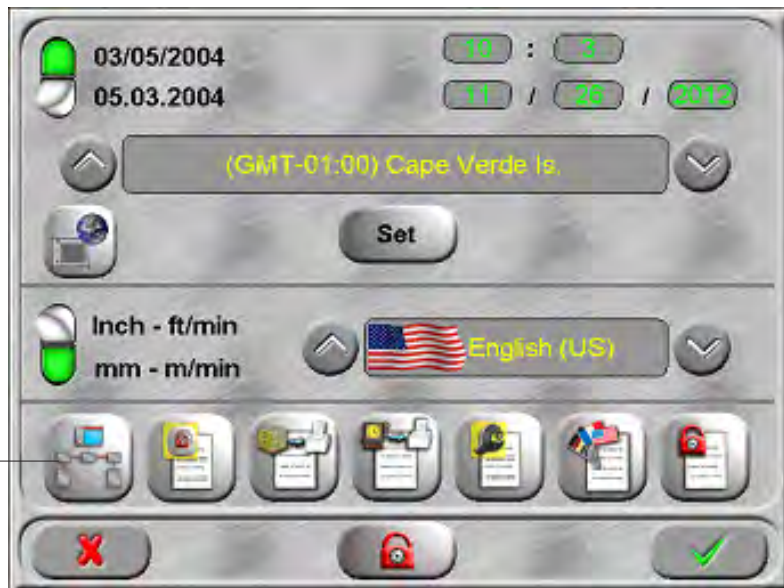 03/05/2004
10 : 3
05.03.2004
11 / 26 / 2012
(GMT-01:00) Cape Verde Is.
Set
Inch - ft/min
mm - m/min
English (US)